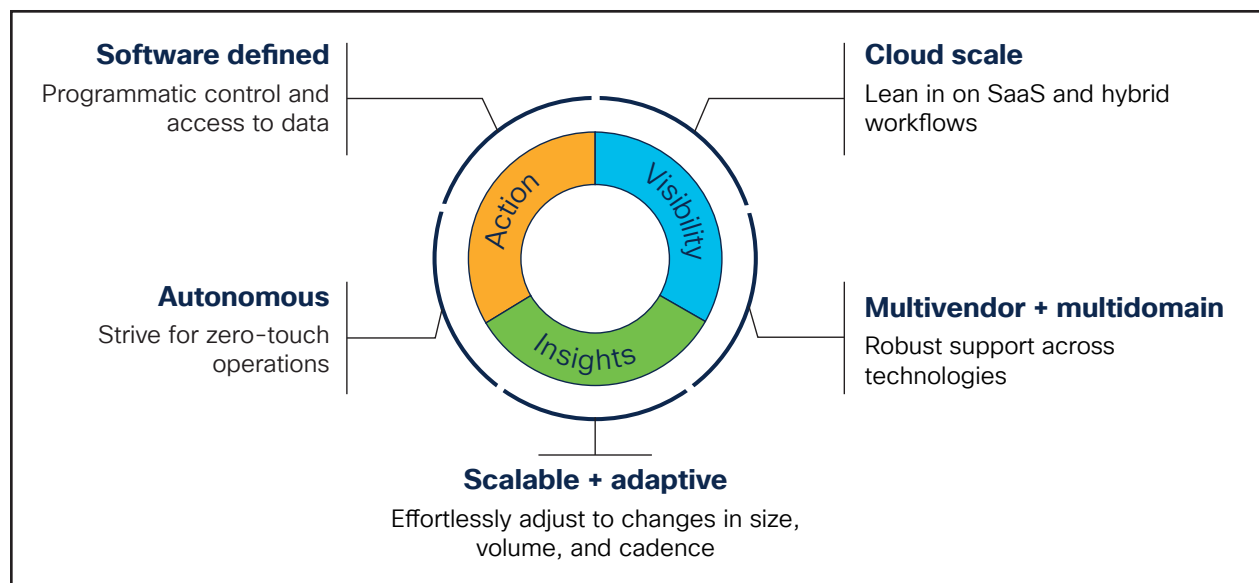 Software defined
Programmatic control and
access to data
Cloud scale
Lean in on SaaS and hybrid
workflows
Action
Visibility
Insights
Autonomous
Strive for zero-touch
operations
Multivendor + multidomain
Robust support across
technologies
Scalable + adaptive
Effortlessly adjust to changes in size,
volume, and cadence